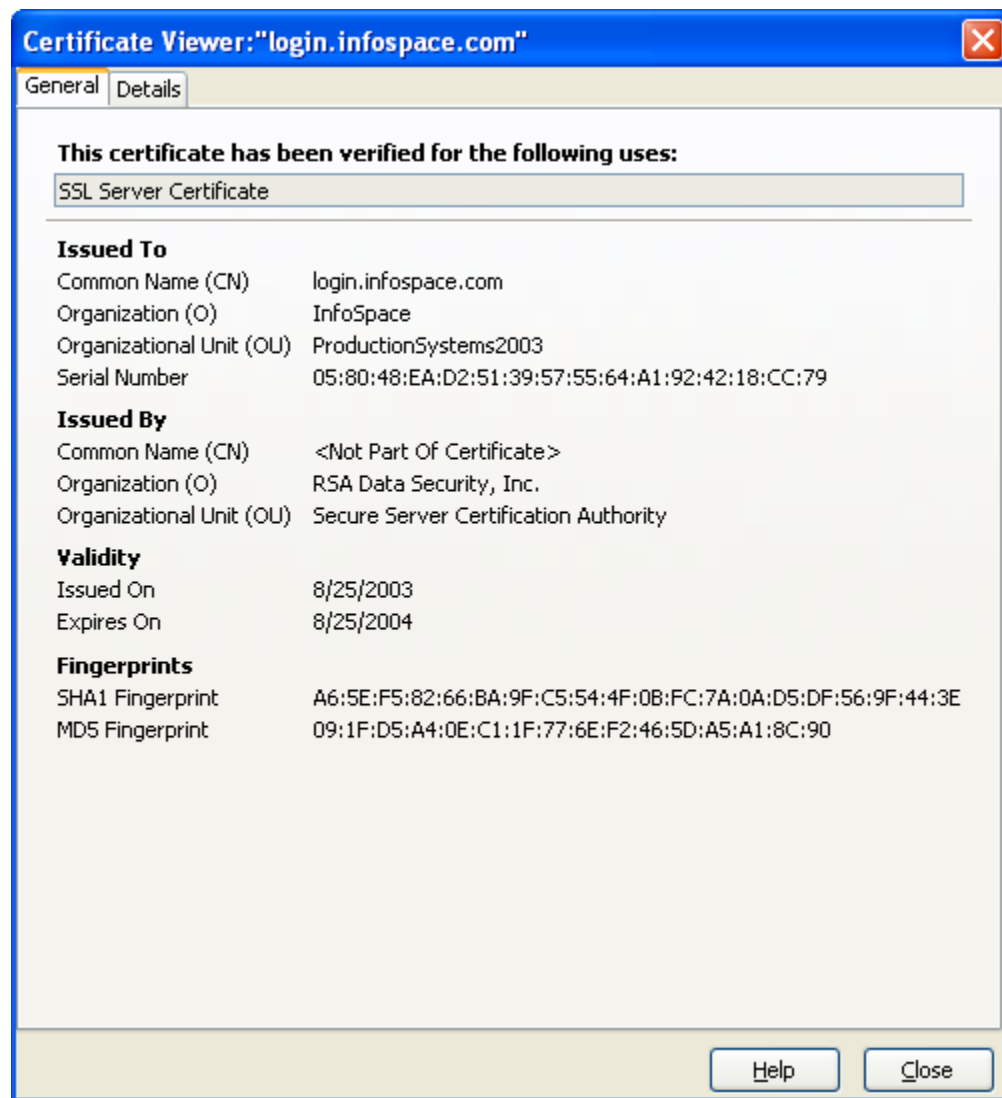 Certificate Viewer:"login.infospace.com"
General Details
This certificate has been verified for the following uses:
SSL Server Certificate
Issued To
Common Name (CN) login.infospace.com
Organization (O) InfoSpace
Organizational Unit (OU) ProductionSystems2003
Serial Number 05:80:48:EA:D2:51:39:57:55:64:A1:92:42:18:CC:79
Issued By
Common Name (CN) <Not Part Of Certificate>
Organization (O) RSA Data Security, Inc.
Organizational Unit (OU) Secure Server Certification Authority
Validity
Issued On 8/25/2003
Expires On 8/25/2004
Fingerprints
SHA1 Fingerprint A6:5E:F5:82:66:BA:9F:C5:54:4F:0B:FC:7A:0A:D5:DF:56:9F:44:3E
MD5 Fingerprint 09:1F:D5:A4:0E:C1:1F:77:6E:F2:46:5D:A5:A1:8C:90
Help Close